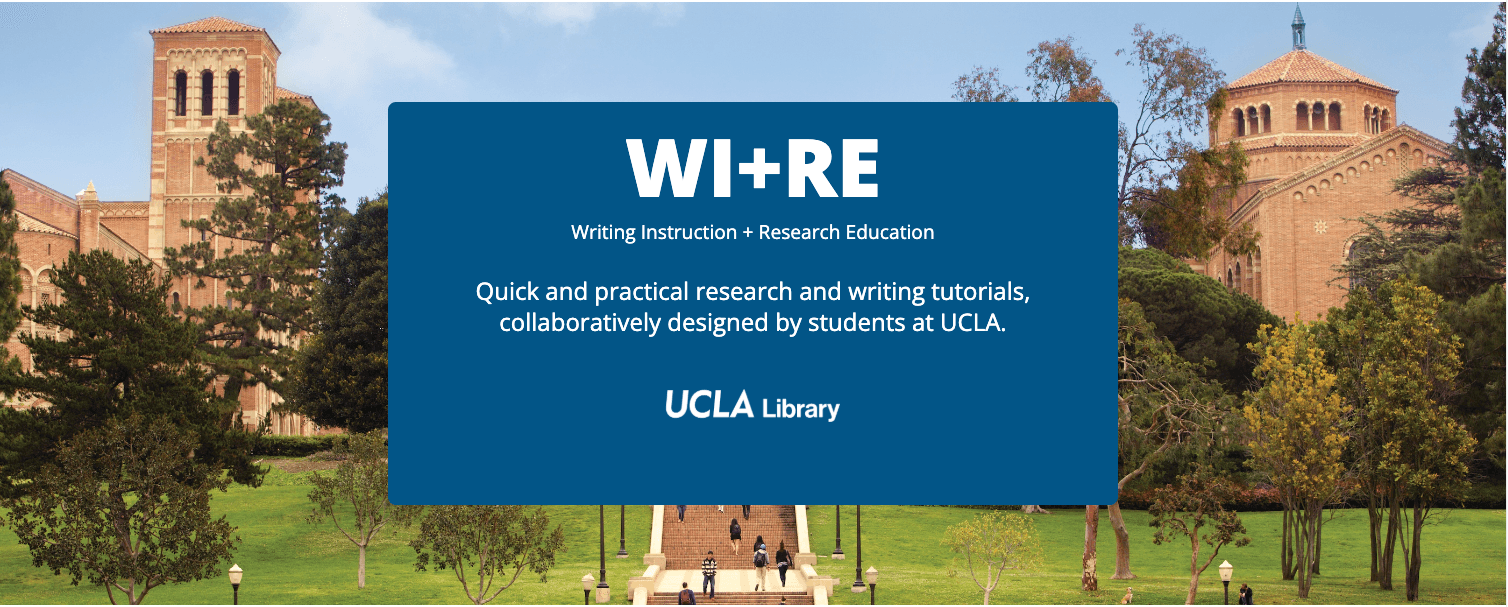 WI+RE
Writing Instruction + Research Education
Quick and practical research and writing tutorials,
collaboratively designed by students at UCLA.
UCLA Library